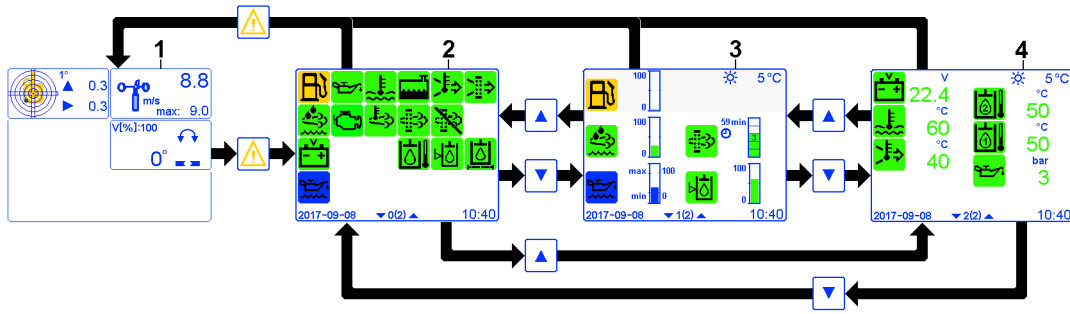 1 2 3 4
1° 0.3
0.3
8.8
m/s
max: 9.0
V[%]:100
0°
2017-09-08 0(2) 10:40
100
0
5°C
100
0
59 min
3
max
min
100
0
100
0
2017-09-08 1(2) 10:40
V
22.4
°C
60
°C
40
5°C
2
°C
50
1
°C
50
bar
3
2017-09-08 2(2) 10:40